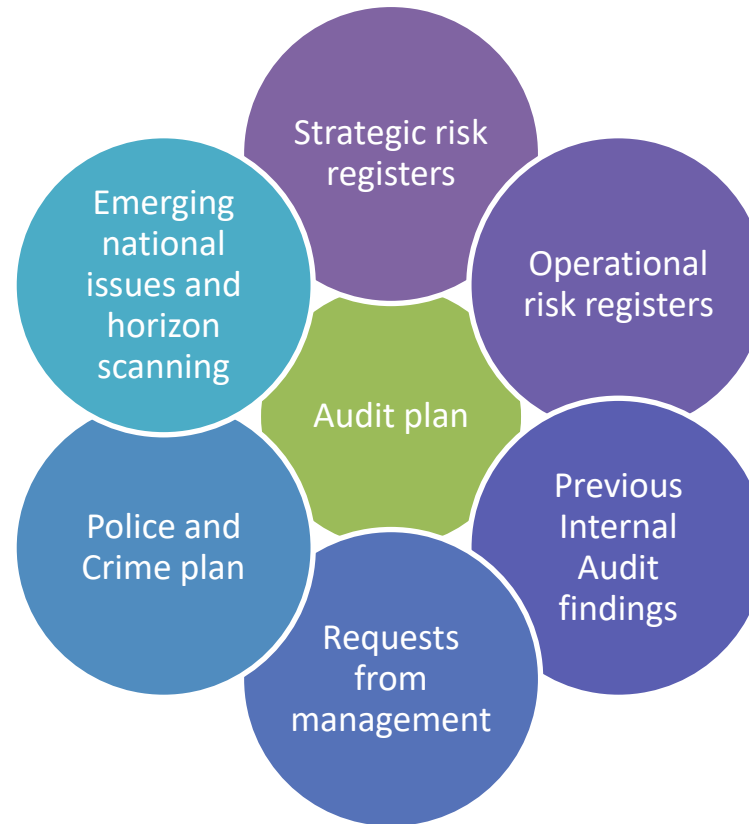 Strategic risk
registers
Operational
risk registers
Previous
Internal
Audit
findings
Requests
from
management
Police and
Crime plan
Emerging
national
issues and
horizon
scanning
Audit plan